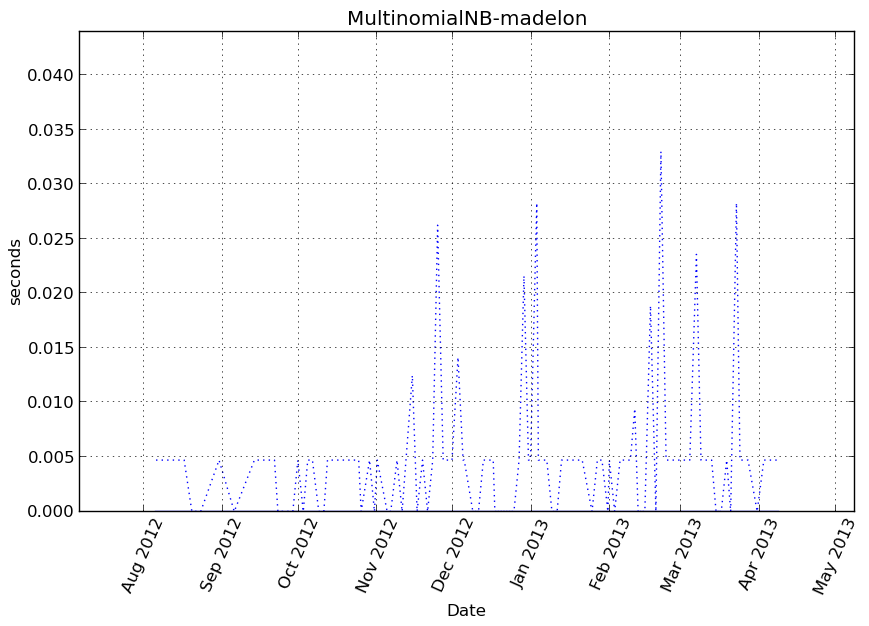 MultinomialNB-madelon
0.040
0.035
0.030
0.025
0.020
0.015
0.010
0.005
0.000
seconds
Aug 2012
Sep 2012
Oct 2012
Nov 2012
Dec 2012
Jan 2013
Feb 2013
Mar 2013
Apr 2013
May 2013
Date